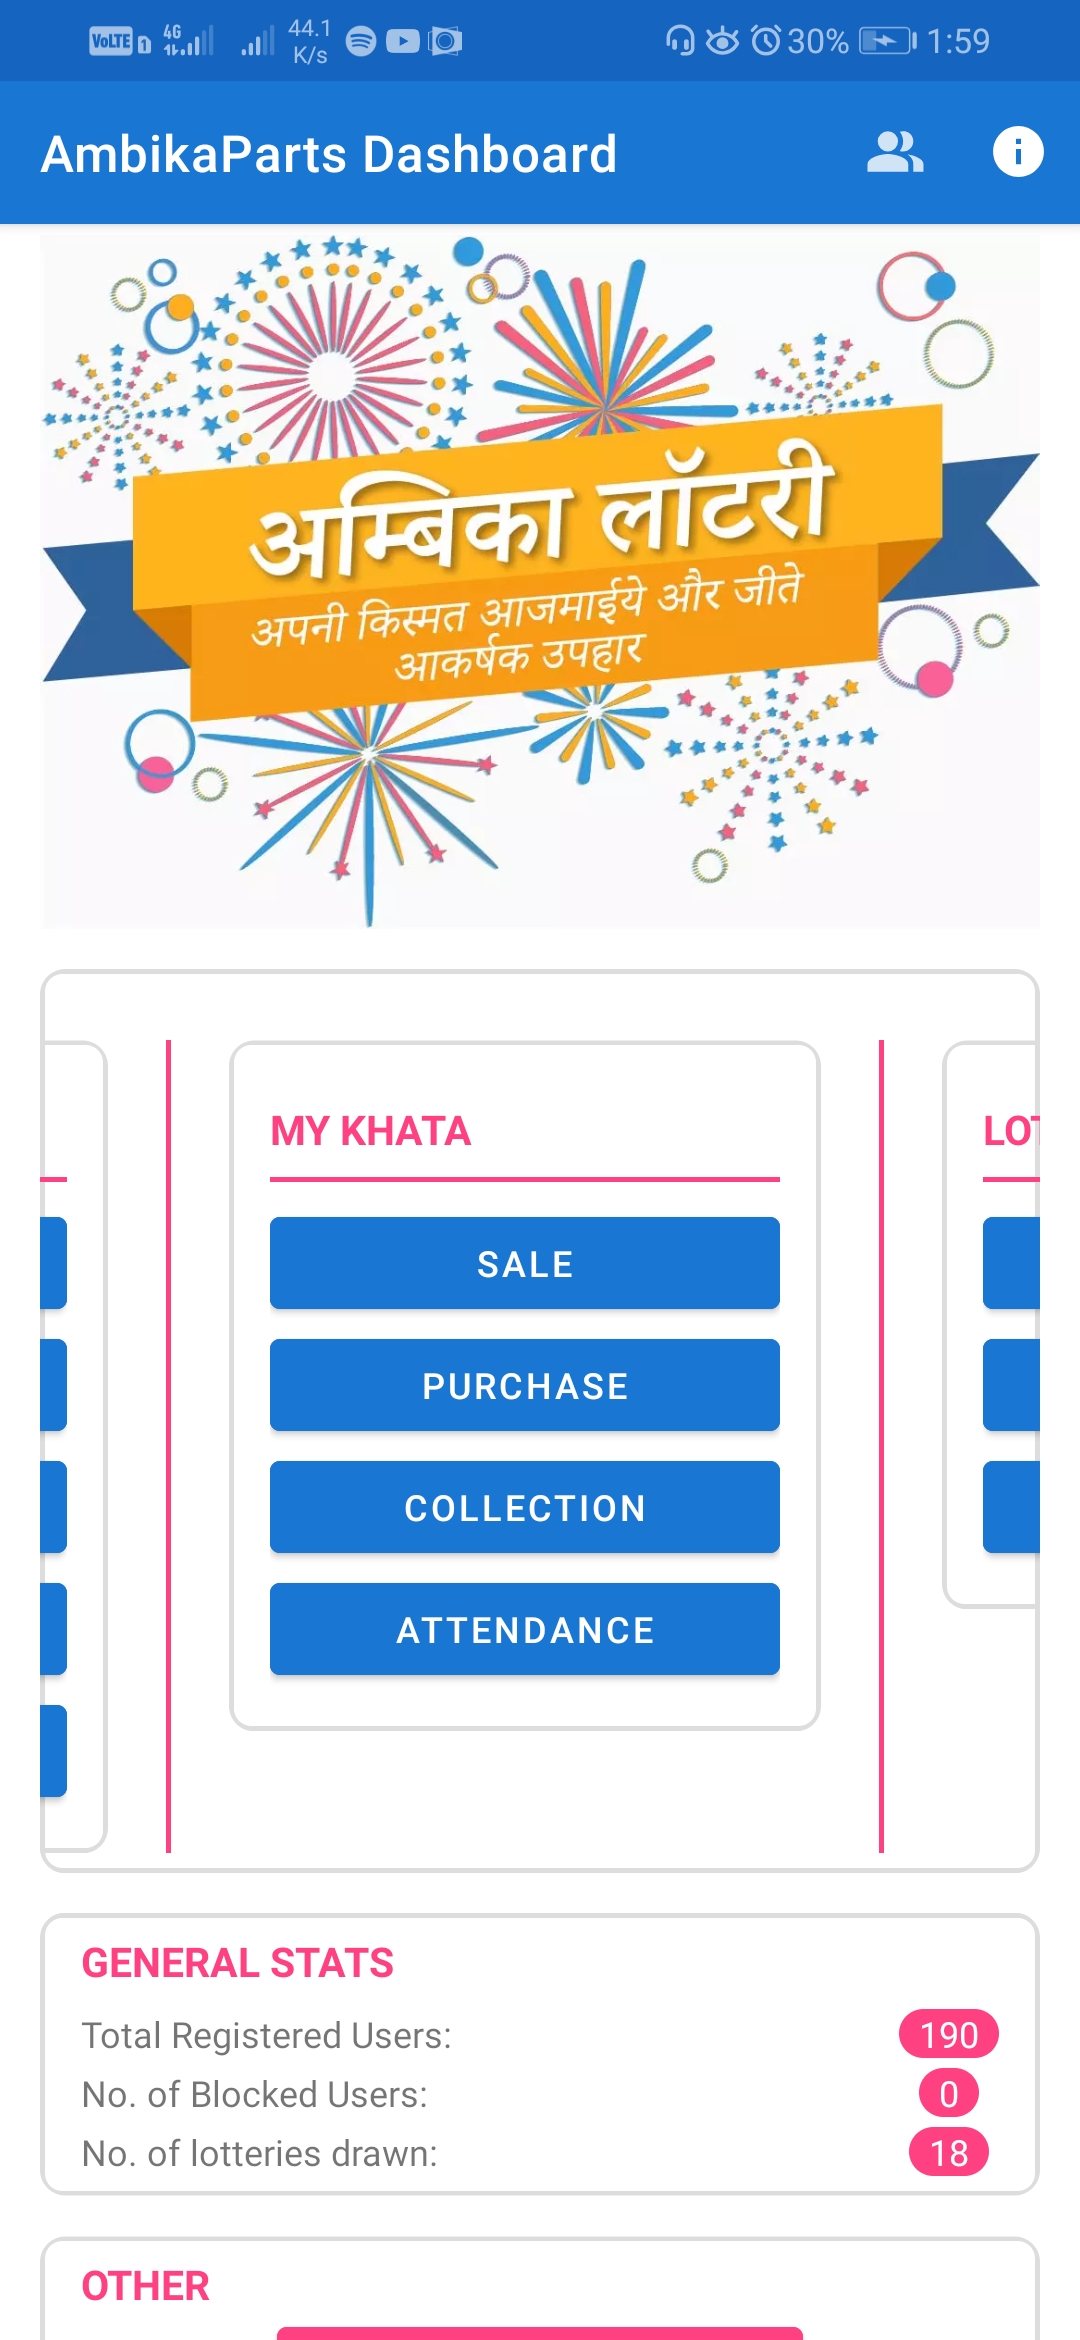 VoLTE 1 4G 44.1 K/s 30% 1:59
AmbikaParts Dashboard
अम्बिका लॉटरी
अपनी किस्मत आजमाईये और जीते
आकर्षक उपहार
MY KHATA
LOT
SALE
PURCHASE
COLLECTION
ATTENDANCE
GENERAL STATS
Total Registered Users: 190
No. of Blocked Users: 0
No. of lotteries drawn: 18
OTHER